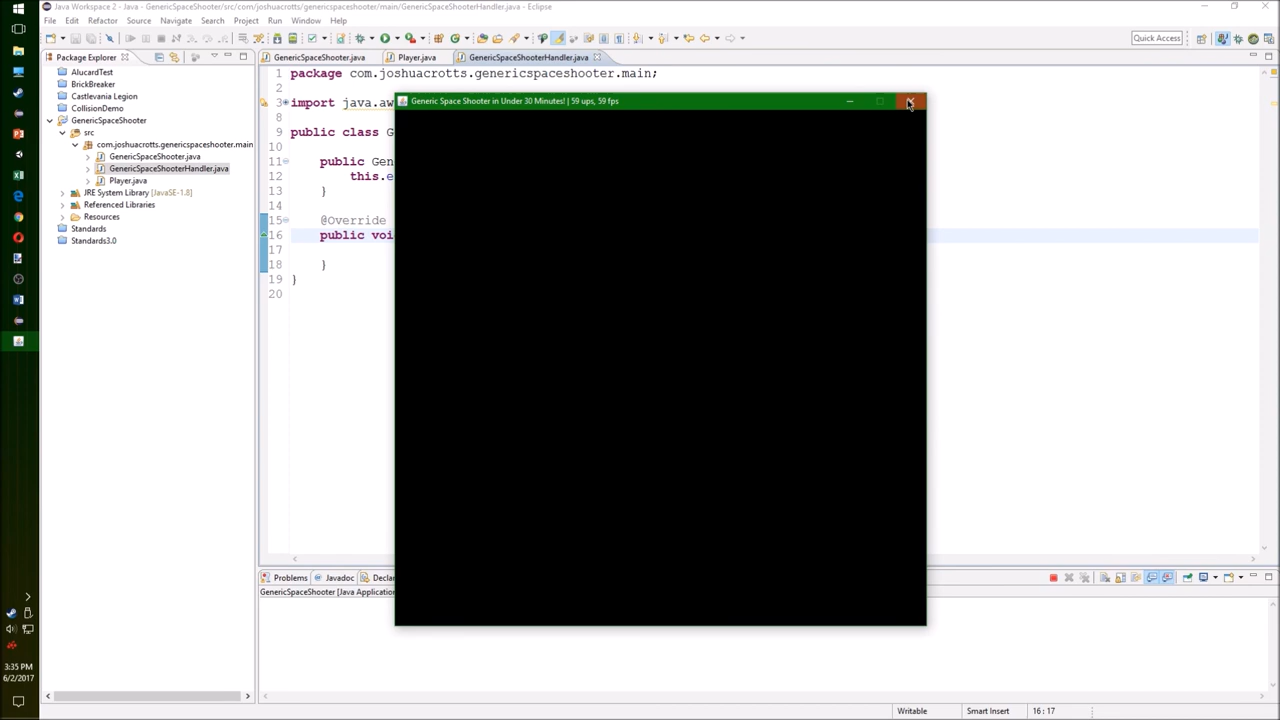 Java Workspace 2 - GenericSpaceShooter/src/com/joshuacrotts/genericspaceshooter/main/GenericSpaceShooterHandler.java - Eclipse
File Edit Refactor Source Navigate Search Project Run Window Help
Quick Access
Package Explorer
AlucardTest
BrickBreaker
Castlevania Legion
CollisionDemo
GenericSpaceShooter
src
com.joshuacrotts.genericspaceshooter.main
GenericSpaceShooter.java
GenericSpaceShooterHandler.java
Player.java
JRE System Library [JavaSE-1.8]
Referenced Libraries
Resources
Standards
Standards3.0
GenericSpaceShooter.java Player.java GenericSpaceShooterHandler.java
1 package com.joshuacrotts.genericspaceshooter.main;
2
3 import java.aw
8
9 public class G
10
11 public Gen
12 this.e
13 }
14
15 @Override
16 public voi
17
18 }
19 }
20
Generic Space Shooter in Under 30 Minutes! | 59 ups, 59 fps
Problems Javadoc Declar
GenericSpaceShooter [Java Applicatio
Writable Smart Insert 16 : 17
3:35 PM
6/2/2017